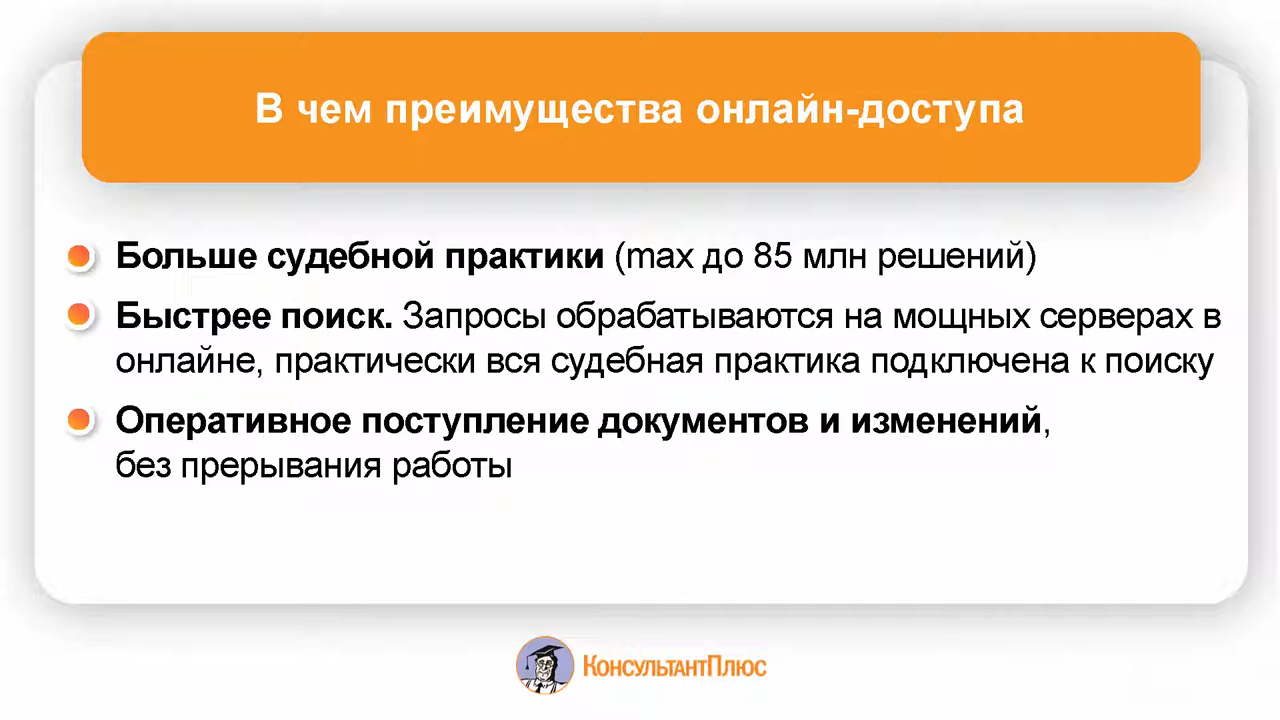 В чем преимущества онлайн-доступа
Больше судебной практики (max до 85 млн решений)
Быстрее поиск. Запросы обрабатываются на мощных серверах в
онлайне, практически вся судебная практика подключена к поиску
Оперативное поступление документов и изменений,
без прерывания работы
КонсультантПлюс